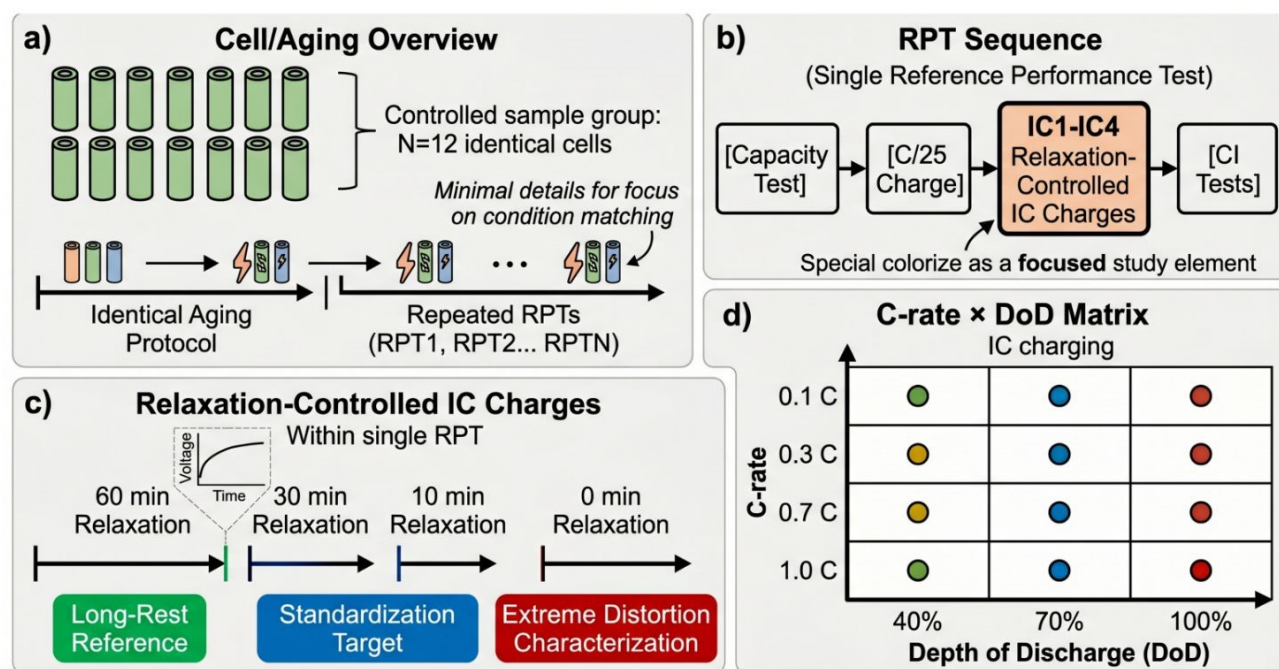 a)
Cell/Aging Overview
Controlled sample group:
N=12 identical cells
Minimal details for focus
on condition matching
...
Identical Aging
Protocol
Repeated RPTs
(RPT1, RPT2... RPTN)
b)
RPT Sequence
(Single Reference Performance Test)
[Capacity
Test]
[C/25
Charge]
IC1-IC4
Relaxation-
Controlled
IC Charges
[CI
Tests]
Special colorize as a focused study element
c)
Relaxation-Controlled IC Charges
Within single RPT
Voltage
Time
60 min
Relaxation
30 min
Relaxation
10 min
Relaxation
0 min
Relaxation
Long-Rest
Reference
Standardization
Target
Extreme Distortion
Characterization
d)
C-rate × DoD Matrix
IC charging
C-rate
0.1 C
0.3 C
0.7 C
1.0 C
40%
70%
100%
Depth of Discharge (DoD)